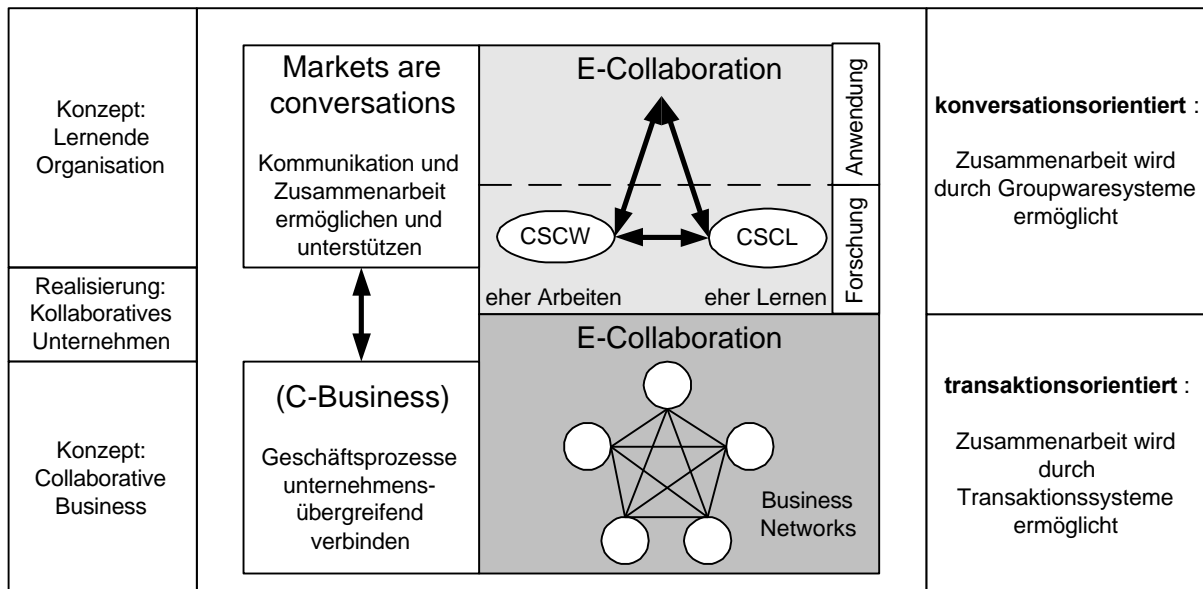 Konzept:
Lernende
Organisation
Realisierung:
Kollaboratives
Unternehmen
Konzept:
Collaborative
Business
Markets are
conversations
Kommunikation und
Zusammenarbeit
ermöglichen und
unterstützen
(C-Business)
Geschäftsprozesse
unternehmens-
übergreifend
verbinden
E-Collaboration
CSCW
CSCL
eher Arbeiten
eher Lernen
Anwendung
Forschung
E-Collaboration
Business
Networks
konversationsorientiert :
Zusammenarbeit wird
durch Groupwaresysteme
ermöglicht
transaktionsorientiert :
Zusammenarbeit wird
durch
Transaktionssysteme
ermöglicht